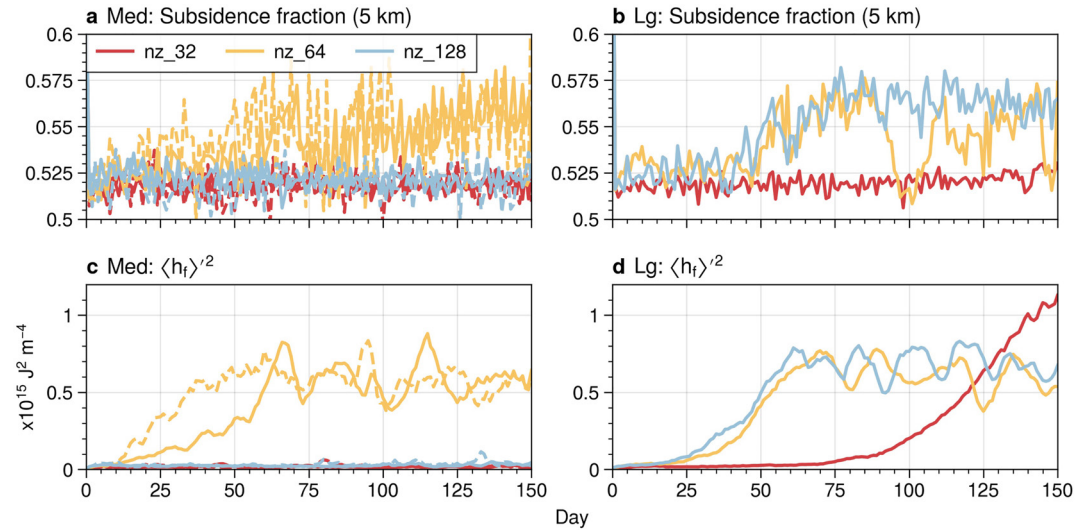 a Med: Subsidence fraction (5 km)
b Lg: Subsidence fraction (5 km)
nz_32 nz_64 nz_128
0.6
0.575
0.55
0.525
0.5
0.6
0.575
0.55
0.525
0.5
c Med: ⟨h_f⟩′²
d Lg: ⟨h_f⟩′²
x10¹⁵ J² m⁻⁴
1
0.5
0
1
0.5
0
0 25 50 75 100 125 150
0 25 50 75 100 125 150
Day